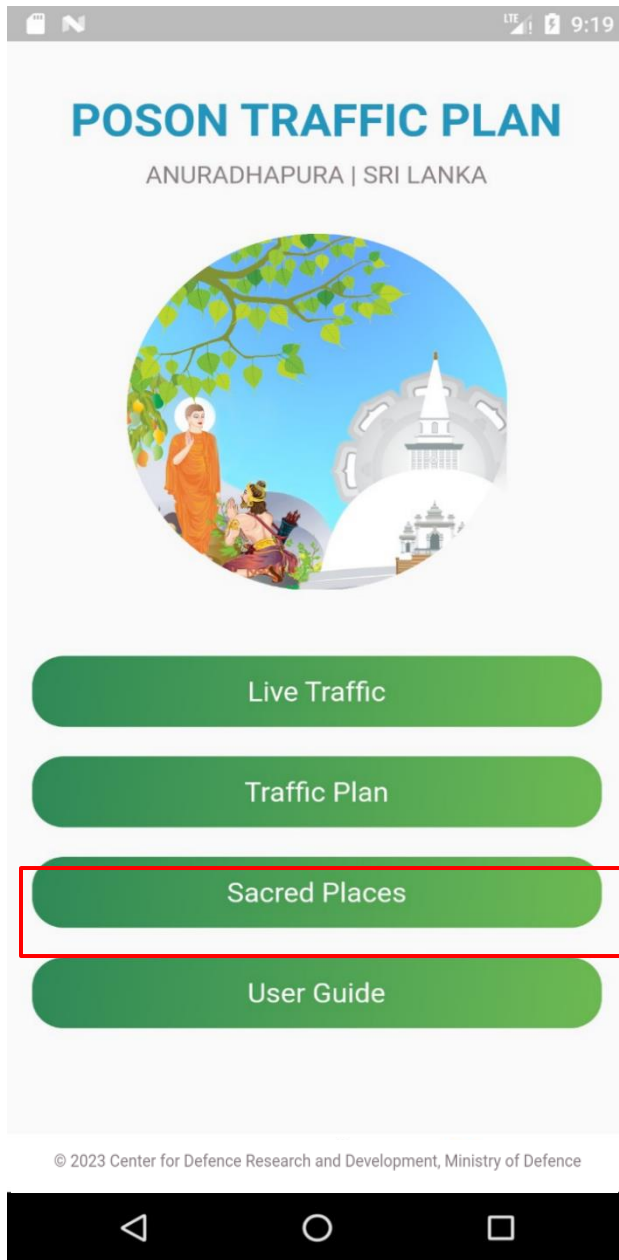 LTE 9:19
POSON TRAFFIC PLAN
ANURADHAPURA | SRI LANKA
Live Traffic
Traffic Plan
Sacred Places
User Guide
© 2023 Center for Defence Research and Development, Ministry of Defence